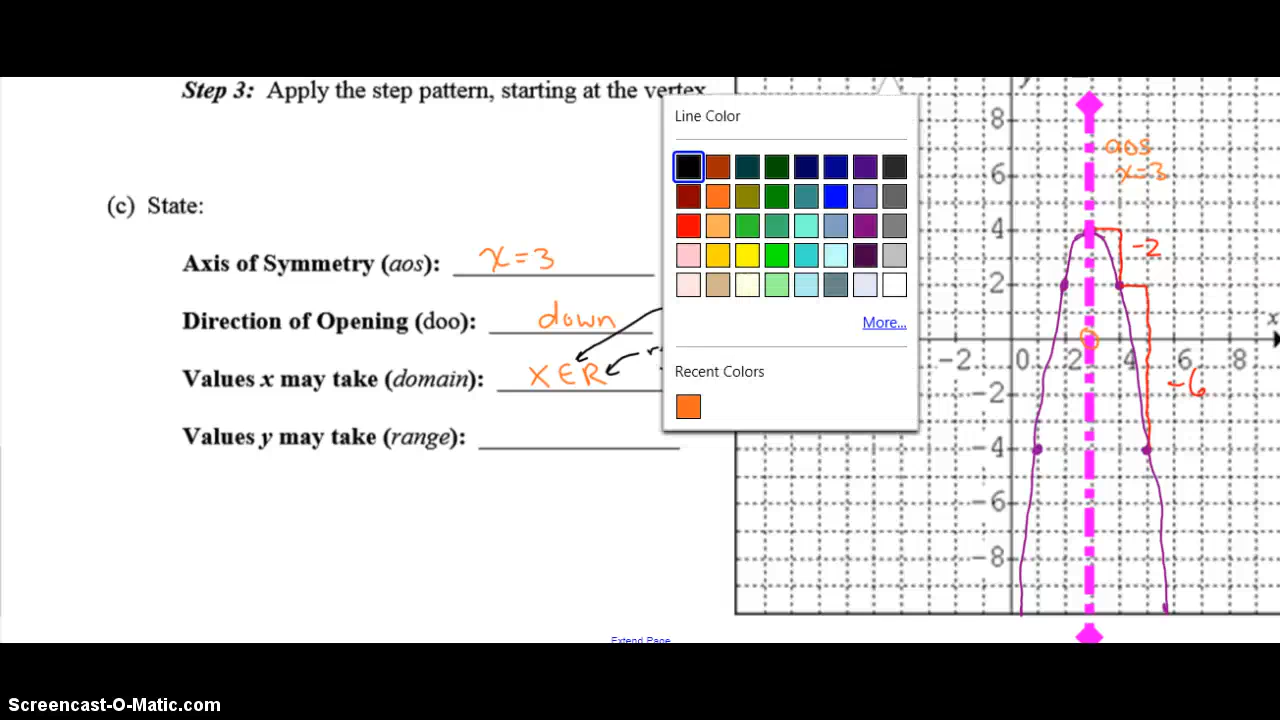 Step 3: Apply the step pattern, starting at the vertex
Line Color
More...
Recent Colors
(c) State:
Axis of Symmetry (aos): x=3
Direction of Opening (doo): down
Values x may take (domain): X∈R
Values y may take (range):
y
8
6
4
2
-2 0 2 4 6 8 x
-2
-4
-6
-8
aos
x=3
-2
-6
Extend Page
Screencast-O-Matic.com